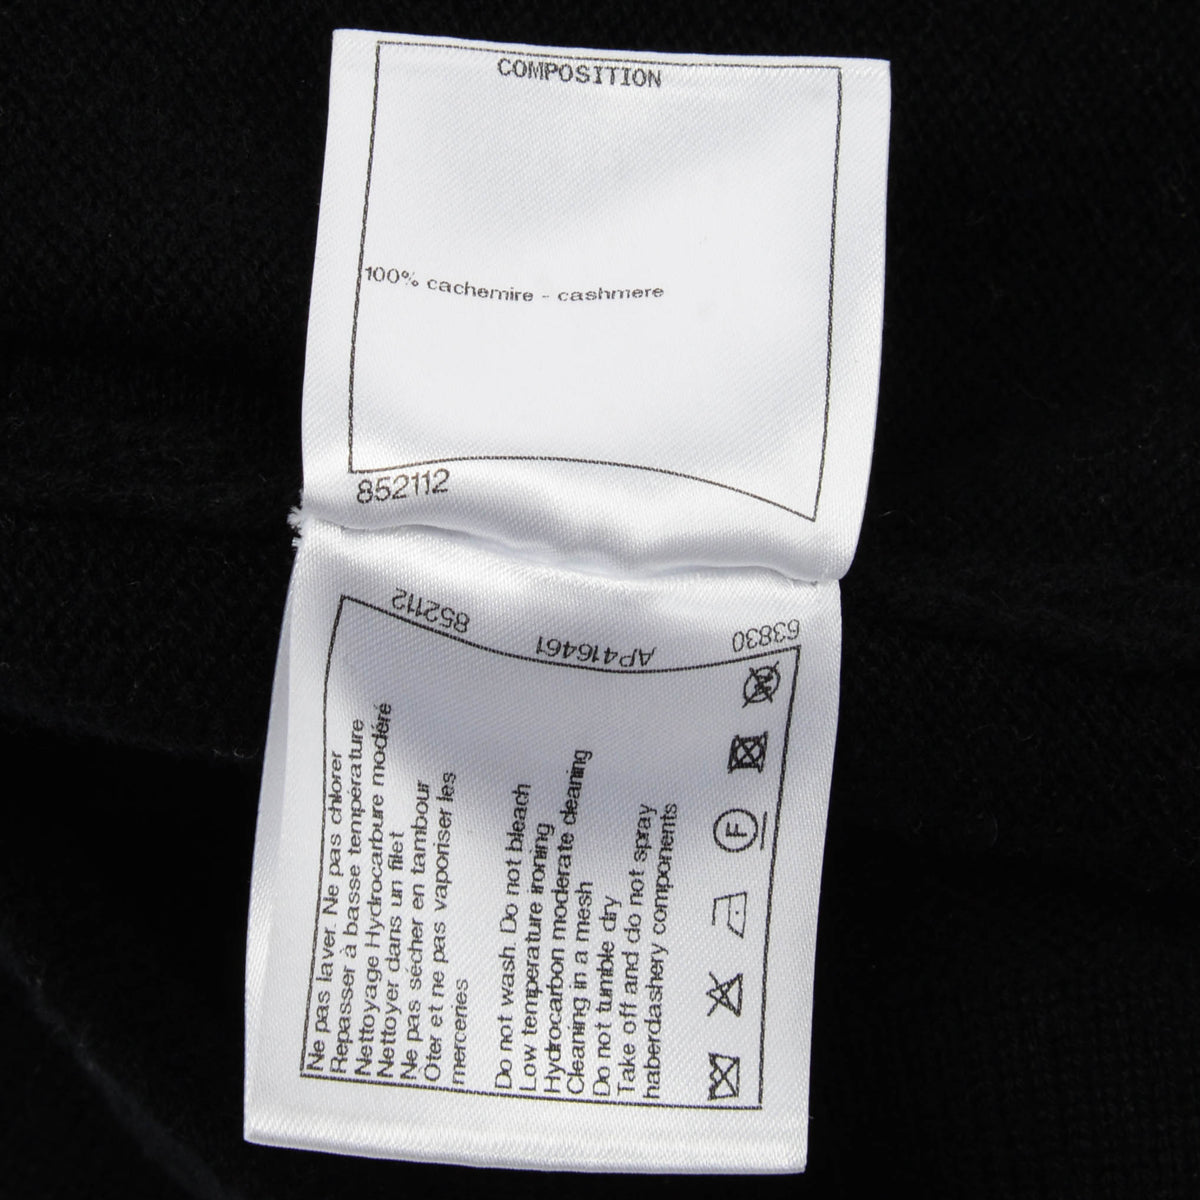 COMPOSITION
100% cachemire - cashmere
852112
852112
AP416461
63830
Ne pas laver. Ne pas chlorer
Repasser à basse température
Nettoyage Hydrocarbure modéré
Nettoyer dans un filet
Ne pas sécher en tambour
Oter et ne pas vaporiser les
merceries
Do not wash. Do not bleach
Low temperature ironing
Hydrocarbon moderate cleaning
Cleaning in a mesh
Do not tumble dry
Take off and do not spray
haberdashery components
F
W